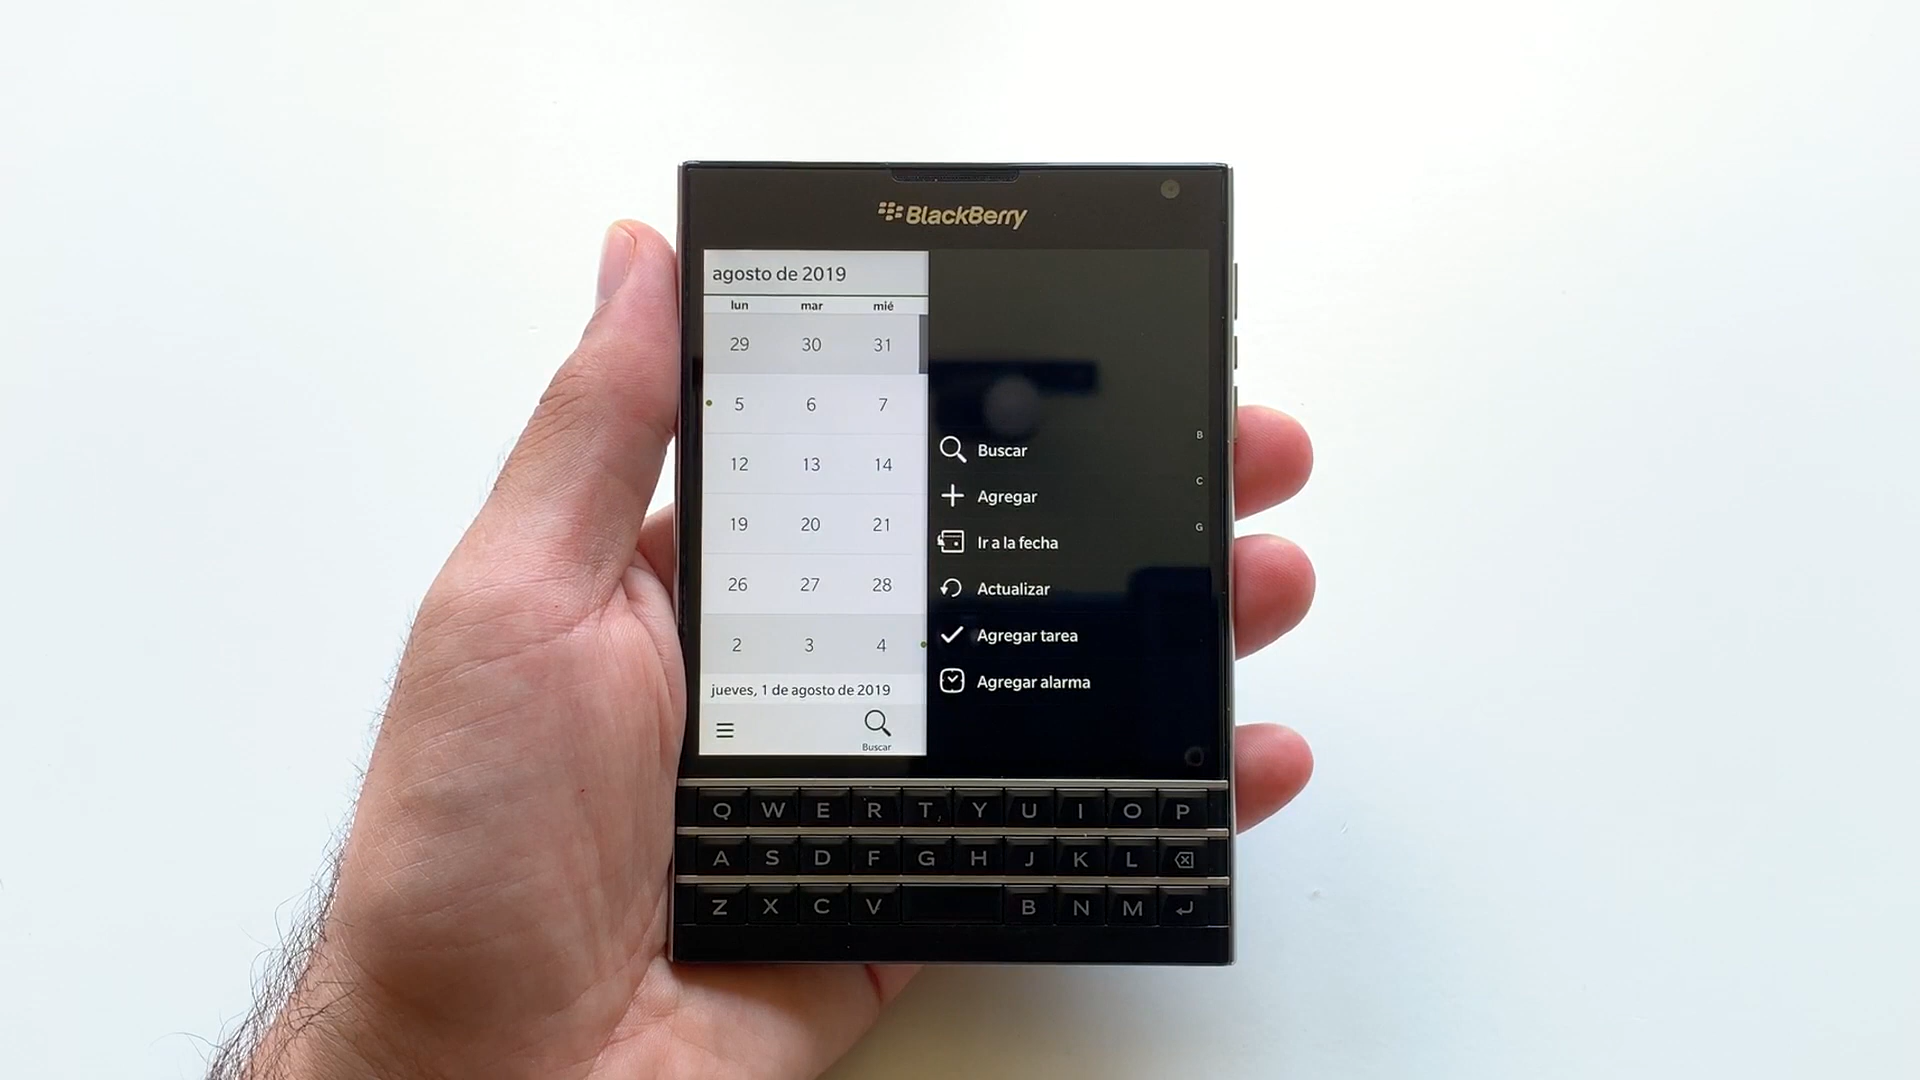 BlackBerry
agosto de 2019
lun mar mié
29 30 31
5 6 7
12 13 14
19 20 21
26 27 28
2 3 4
jueves, 1 de agosto de 2019
Buscar
Buscar B
Agregar C
Ir a la fecha G
Actualizar
Agregar tarea
Agregar alarma
Q W E R T Y U I O P
A S D F G H J K L
Z X C V B N M